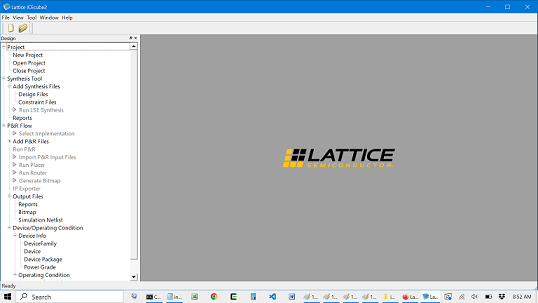 Lattice iCEcube2
File View Tool Window Help
Design
Project
New Project
Open Project
Close Project
Synthesis Tool
Add Synthesis Files
Design Files
Constraint Files
Run LSE Synthesis
Reports
P&R Flow
Select Implementation
Add P&R Files
Run P&R
Import P&R Input Files
Run Placer
Run Router
Generate Bitmap
IP Exporter
Output Files
Reports
Bitmap
Simulation Netlist
Device/Operating Condition
Device Info
DeviceFamily
Device
Device Package
Power Grade
Operating Condition
LATTICE
SEMICONDUCTOR
Ready
Search
8:52 AM